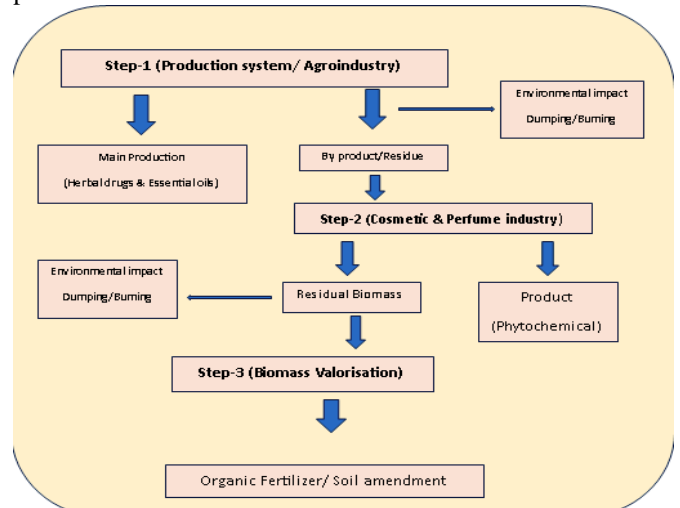 Step-1 (Production system/ Agroindustry)
Environmental impact
Dumping/Burning
Main Production
(Herbal drugs & Essential oils)
By product/Residue
Step-2 (Cosmetic & Perfume industry)
Environmental impact
Dumping/Burning
Residual Biomass
Product
(Phytochemical)
Step-3 (Biomass Valorisation)
Organic Fertilizer/ Soil amendment